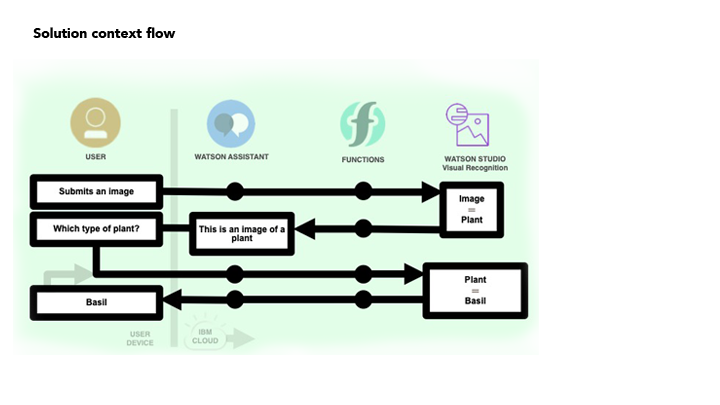 Solution context flow
USER
WATSON ASSISTANT
FUNCTIONS
WATSON STUDIO
Visual Recognition
Submits an image
Image
=
Plant
Which type of plant?
This is an image of a
plant
Plant
=
Basil
Basil
USER
DEVICE
IBM
CLOUD